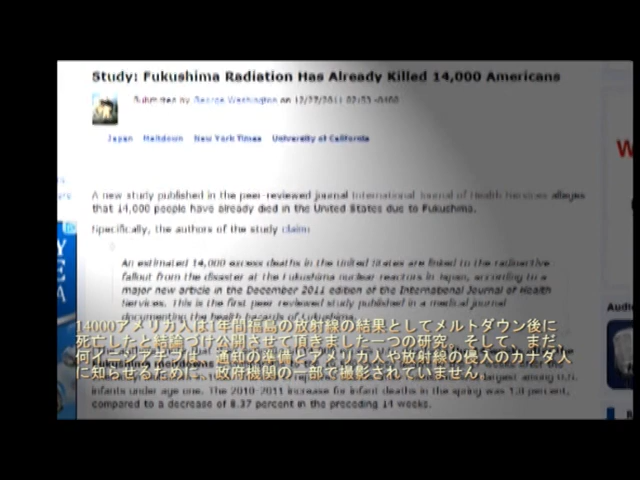 Study: Fukushima Radiation Has Already Killed 14,000 Americans
Submitted by George Washington on 12/27/2011 02:53 -0400
Japan Meltdown New York Times University of California
A new study published in the peer-reviewed journal International Journal of Health Services alleges
that 14,000 people have already died in the United States due to Fukushima.
Specifically, the authors of the study claim:
An estimated 14,000 excess deaths in the United States are linked to the radioactive
fallout from the disaster at the Fukushima nuclear reactors in Japan, according to a
major new article in the December 2011 edition of the International Journal of Health
Services. This is the first peer-reviewed study published in a medical journal
documenting the health hazards of Fukushima.
14000アメリカ人は1年間福島の放射線の結果としてメルトダウン後に
死亡したと結論づけ公開させて頂きました一つの研究。そして、まだ、
何イニシアチブは、通知の準備とアメリカ人や放射線の侵入のカナダ人
に知らせるために、政府機関の一部で撮影されていません。
infants under age one. The 2010-2011 increase for infant deaths in the spring was 1.8 percent,
compared to a decrease of 8.37 percent in the preceding 14 weeks.
Audio